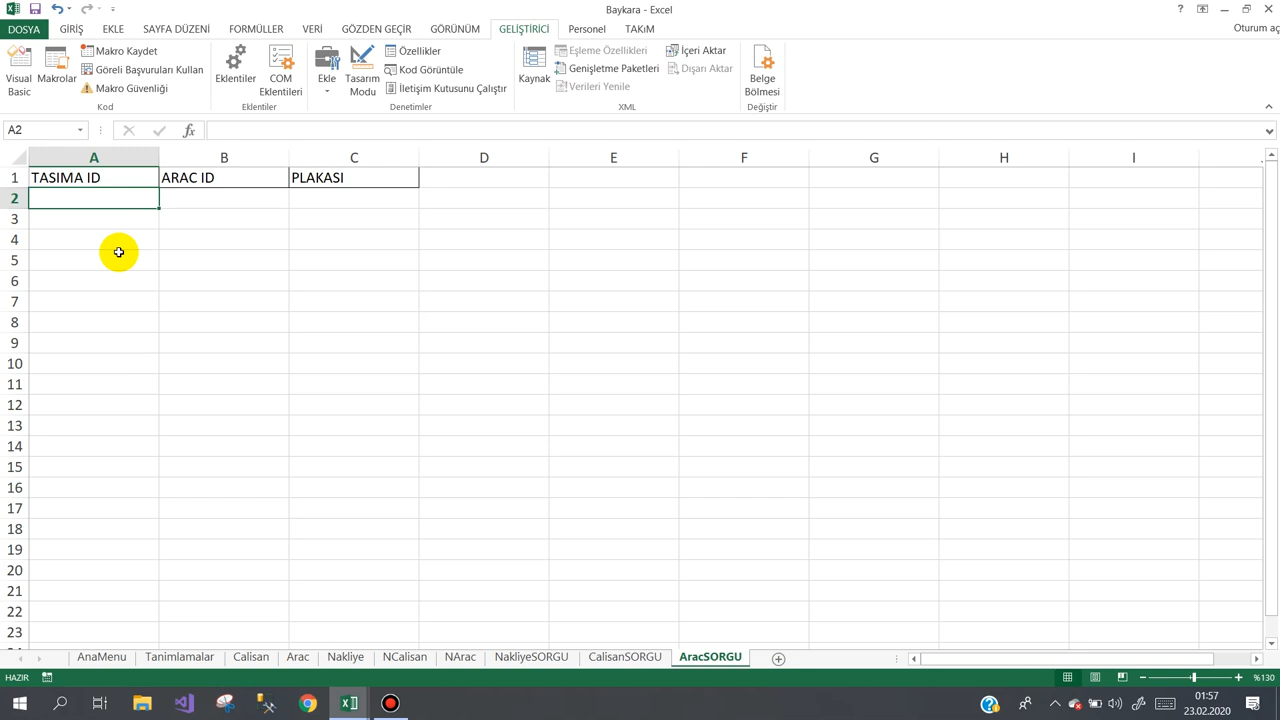 Baykara - Excel
DOSYA GİRİŞ EKLE SAYFA DÜZENİ FORMÜLLER VERİ GÖZDEN GEÇİR GÖRÜNÜM GELİŞTİRİCİ Personel TAKIM Oturum aç
Visual Basic
Makrolar
Makro Kaydet
Göreli Başvuruları Kullan
Makro Güvenliği
Kod
Eklentiler
COM Eklentileri
Eklentiler
Ekle
Tasarım Modu
Özellikler
Kod Görüntüle
İletişim Kutusunu Çalıştır
Denetimler
Kaynak
Eşleme Özellikleri
Genişletme Paketleri
Verileri Yenile
İçeri Aktar
Dışarı Aktar
XML
Belge Bölmesi
Değiştir
A2 fx
A B C D E F G H I
1 TASIMA ID ARAC ID PLAKASI
2
3
4
5
6
7
8
9
10
11
12
13
14
15
16
17
18
19
20
21
22
23
AnaMenu Tanimlamalar Calisan Arac Nakliye NCalisan NArac NakliyeSORGU CalisanSORGU AracSORGU
HAZIR %130
01:57
23.02.2020